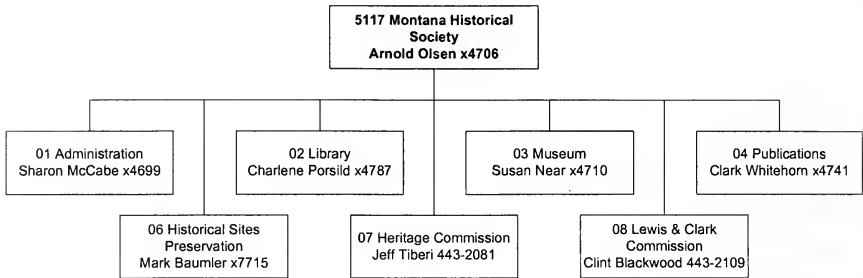 5117 Montana Historical
Society
Arnold Olsen x4706
01 Administration
Sharon McCabe x4699
02 Library
Charlene Porsild x4787
03 Museum
Susan Near x4710
04 Publications
Clark Whitehorn x4741
06 Historical Sites
Preservation
Mark Baumler x7715
07 Heritage Commission
Jeff Tiberi 443-2081
08 Lewis & Clark
Commission
Clint Blackwood 443-2109